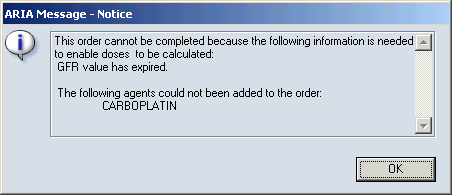 ARIA Message - Notice
This order cannot be completed because the following information is needed
to enable doses to be calculated:
GFR value has expired.
The following agents could not been added to the order:
CARBOPLATIN
OK